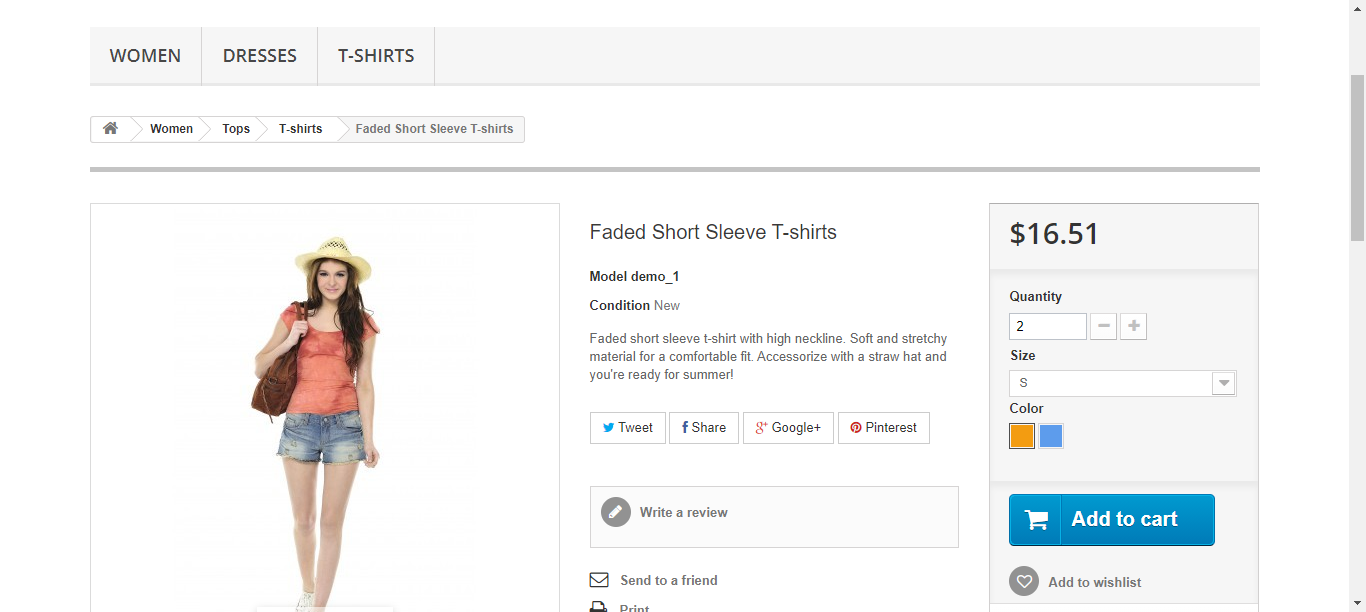 WOMEN DRESSES T-SHIRTS
Women Tops T-shirts Faded Short Sleeve T-shirts
Faded Short Sleeve T-shirts
Model demo_1
Condition New
Faded short sleeve t-shirt with high neckline. Soft and stretchy
material for a comfortable fit. Accessorize with a straw hat and
you're ready for summer!
Tweet Share Google+ Pinterest
Write a review
Send to a friend
Print
$16.51
Quantity
2
Size
S
Color
Add to cart
Add to wishlist